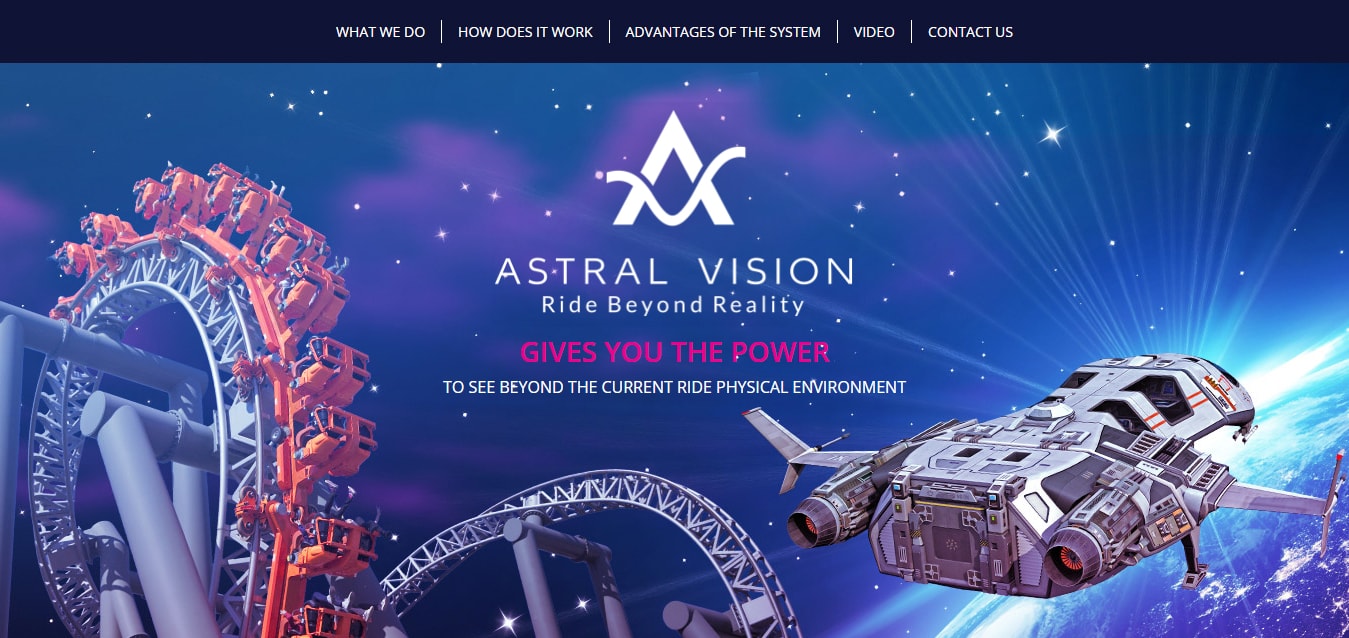 WHAT WE DO
HOW DOES IT WORK
ADVANTAGES OF THE SYSTEM
VIDEO
CONTACT US
ASTRAL VISION
Ride Beyond Reality
GIVES YOU THE POWER
TO SEE BEYOND THE CURRENT RIDE PHYSICAL ENVIRONMENT